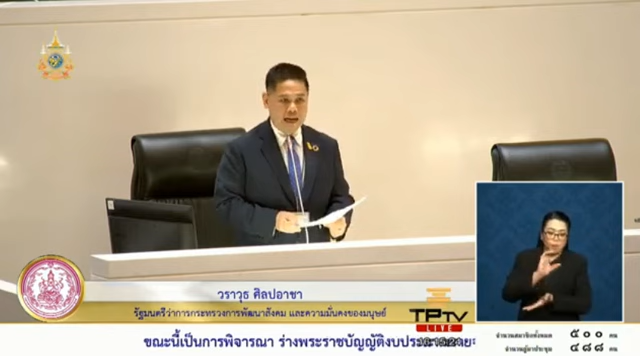 วราวุธ ศิลปอาชา
รัฐมนตรีว่าการกระทรวงการพัฒนาสังคม และความมั่นคงของมนุษย์
TPTV
LIVE
ขณะนี้เป็นการพิจารณา ร่างพระราชบัญญัติงบประมาณ
จำนวนสมาชิกทั้งหมด ๕๐๐ คน
จำนวนผู้มาประชุม ๔๘๘ คน